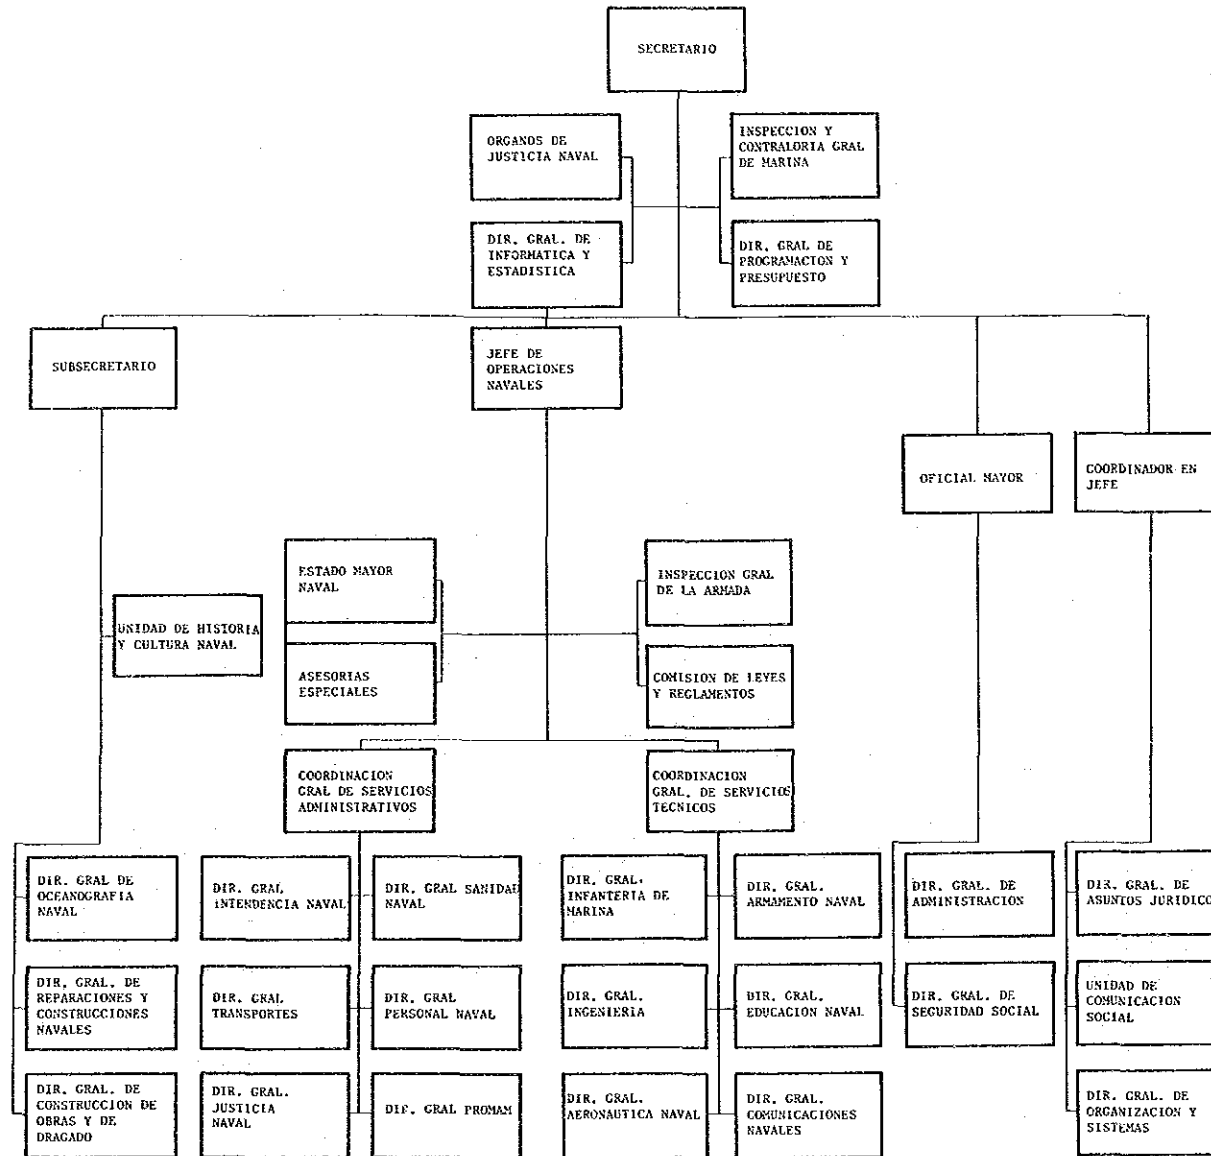 SECRETARIO
ORGANOS DE
JUSTICIA NAVAL
INSPECCION Y
CONTRALORIA GRAL
DE MARINA
DIR. GRAL. DE
INFORMATICA Y
ESTADISTICA
DIR. GRAL DE
PROGRAMACION Y
PRESUPUESTO
SUBSECRETARIO
JEFE DE
OPERACIONES
NAVALES
OFICIAL MAYOR
COORDINADOR EN
JEFE
ESTADO MAYOR
NAVAL
INSPECCION GRAL
DE LA ARMADA
UNIDAD DE HISTORIA
Y CULTURA NAVAL
ASESORIAS
ESPECIALES
COMISION DE LEYES
Y REGLAMENTOS
COORDINACION
GRAL DE SERVICIOS
ADMINISTRATIVOS
COORDINACION
GRAL. DE SERVICIOS
TECNICOS
DIR. GRAL DE
OCEANOGRAFIA
NAVAL
DIR. GRAL
INTENDENCIA NAVAL
DIR. GRAL SANIDAD
NAVAL
DIR. GRAL.
INFANTERIA DE
MARINA
DIR. GRAL.
ARMAMENTO NAVAL
DIR. GRAL. DE
ADMINISTRACION
DIR. GRAL. DE
ASUNTOS JURIDICO
DIR. GRAL. DE
REPARACIONES Y
CONSTRUCCIONES
NAVALES
DIR. GRAL
TRANSPORTES
DIR. GRAL
PERSONAL NAVAL
DIR. GRAL.
INGENIERIA
DIR. GRAL.
EDUCACION NAVAL
DIR. GRAL. DE
SEGURIDAD SOCIAL
UNIDAD DE
COMUNICACION
SOCIAL
DIR. GRAL. DE
CONSTRUCCION DE
OBRAS Y DE
DRAGADO
DIR. GRAL.
JUSTICIA
NAVAL
DIR. GRAL PROMAM
DIR. GRAL.
AERONAUTICA NAVAL
DIR. GRAL.
COMUNICACIONES
NAVALES
DIR. GRAL. DE
ORGANIZACION Y
SISTEMAS